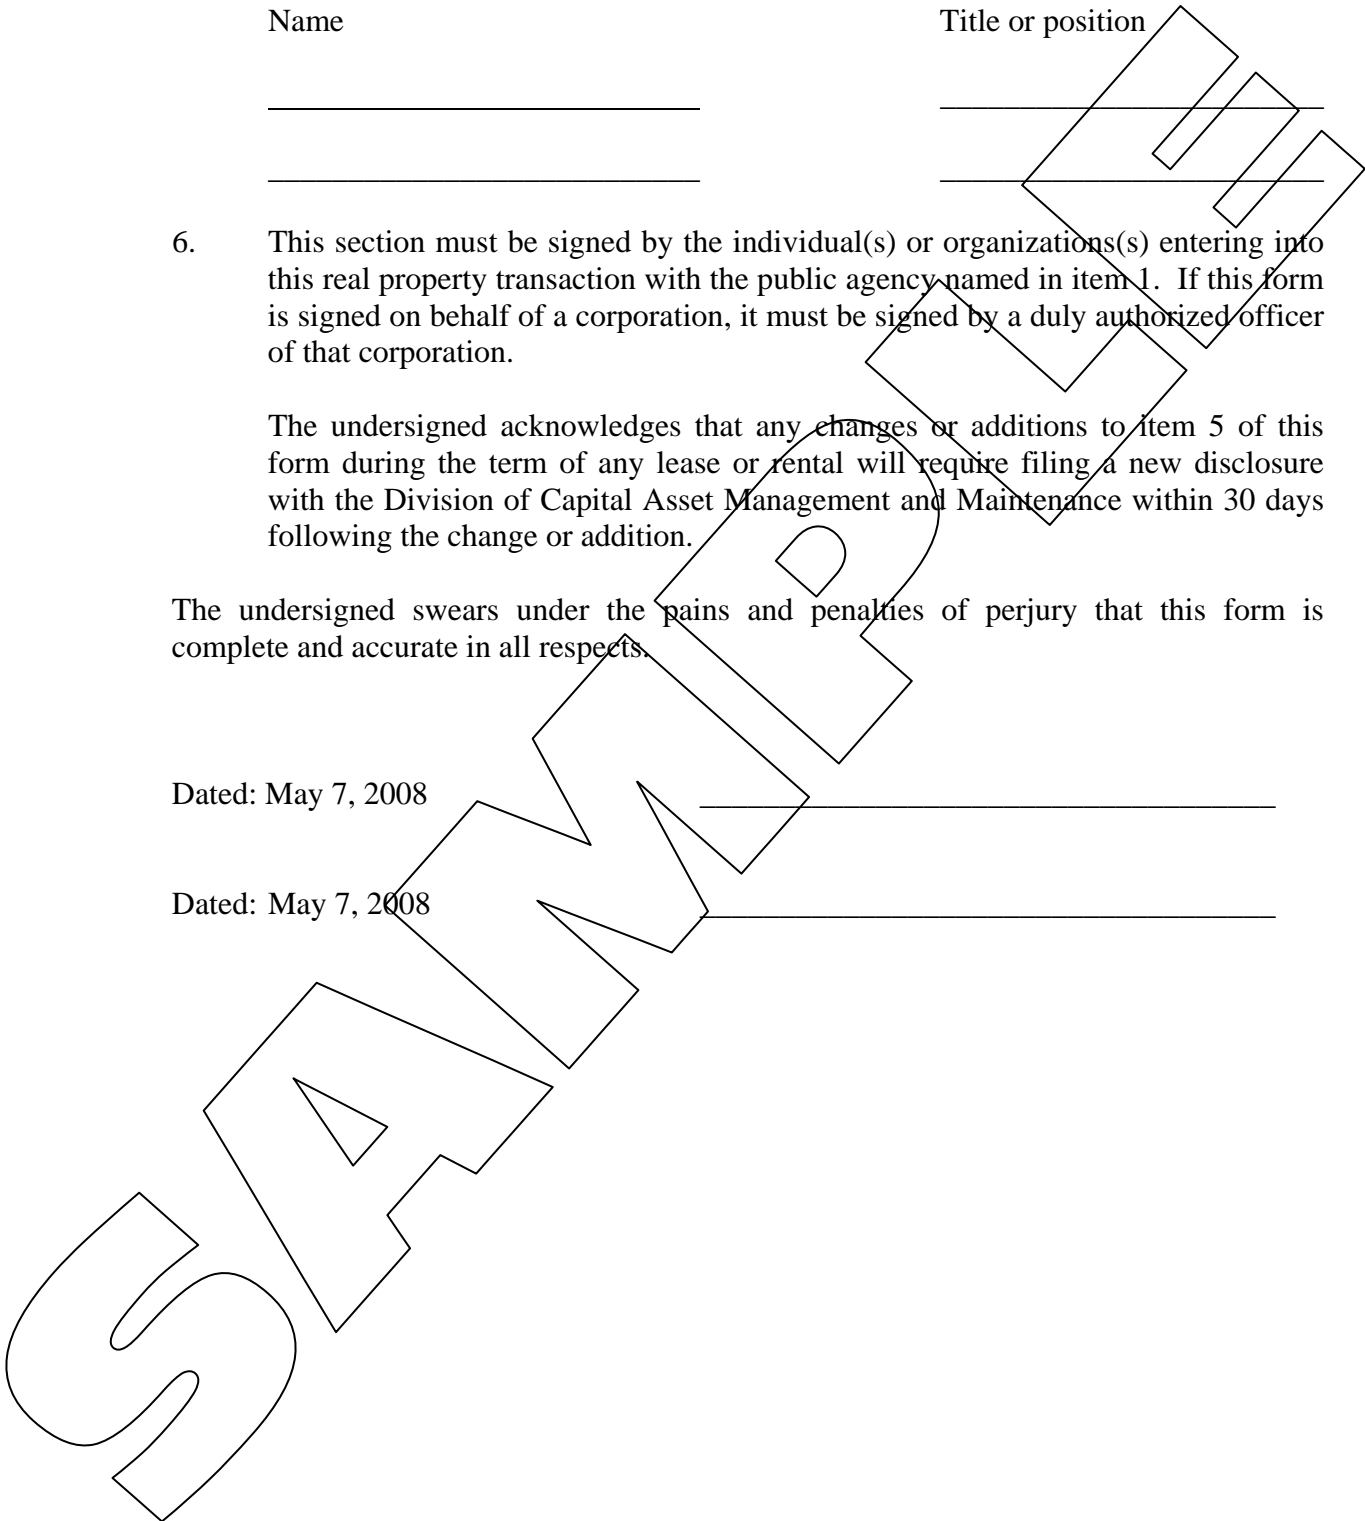 Name Title or position
___________________________ ________________________
___________________________ ________________________
6. This section must be signed by the individual(s) or organizations(s) entering into
this real property transaction with the public agency named in item 1. If this form
is signed on behalf of a corporation, it must be signed by a duly authorized officer
of that corporation.
The undersigned acknowledges that any changes or additions to item 5 of this
form during the term of any lease or rental will require filing a new disclosure
with the Division of Capital Asset Management and Maintenance within 30 days
following the change or addition.
The undersigned swears under the pains and penalties of perjury that this form is
complete and accurate in all respects.
Dated: May 7, 2008 ____________________________________
Dated: May 7, 2008 ____________________________________
SAMPLE